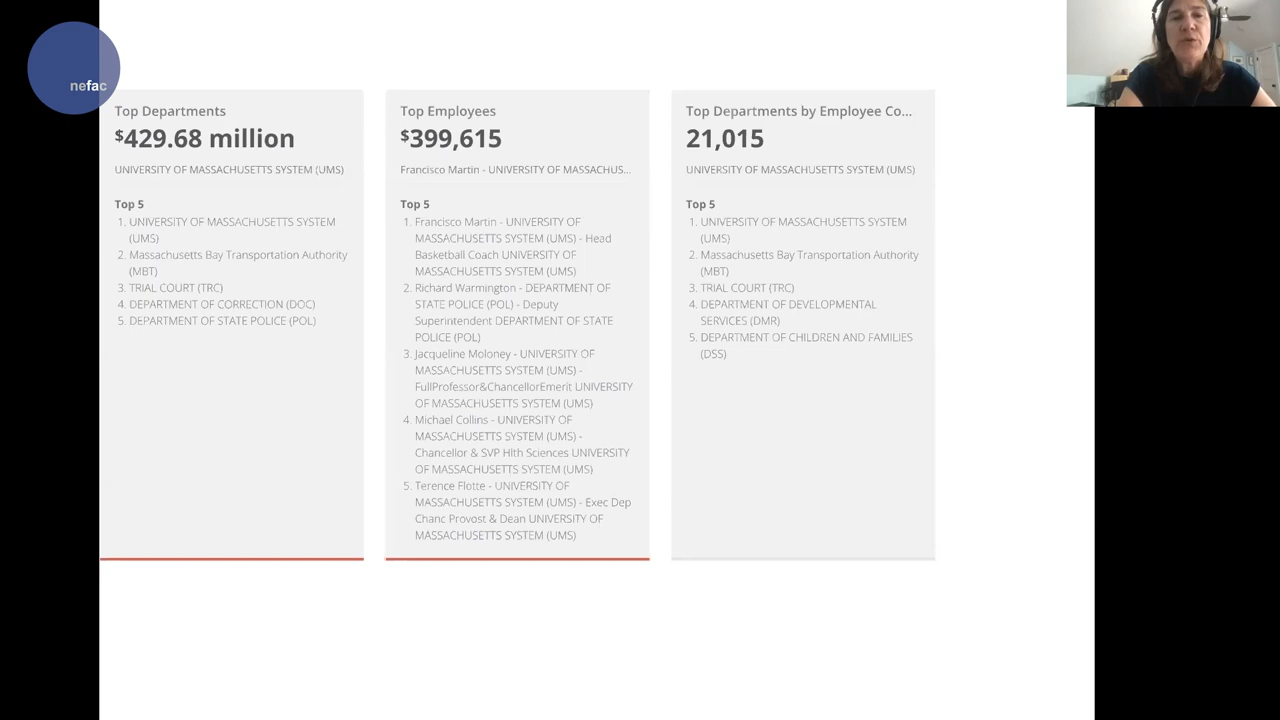 nefac
Top Departments
$429.68 million
UNIVERSITY OF MASSACHUSETTS SYSTEM (UMS)
Top 5
1. UNIVERSITY OF MASSACHUSETTS SYSTEM
(UMS)
2. Massachusetts Bay Transportation Authority
(MBT)
3. TRIAL COURT (TRC)
4. DEPARTMENT OF CORRECTION (DOC)
5. DEPARTMENT OF STATE POLICE (POL)
Top Employees
$399,615
Francisco Martin - UNIVERSITY OF MASSACHUS...
Top 5
1. Francisco Martin - UNIVERSITY OF
MASSACHUSETTS SYSTEM (UMS) - Head
Basketball Coach UNIVERSITY OF
MASSACHUSETTS SYSTEM (UMS)
2. Richard Warmington - DEPARTMENT OF
STATE POLICE (POL) - Deputy
Superintendent DEPARTMENT OF STATE
POLICE (POL)
3. Jacqueline Moloney - UNIVERSITY OF
MASSACHUSETTS SYSTEM (UMS) -
FullProfessor&ChancellorEmerit UNIVERSITY
OF MASSACHUSETTS SYSTEM (UMS)
4. Michael Collins - UNIVERSITY OF
MASSACHUSETTS SYSTEM (UMS) -
Chancellor & SVP Hlth Sciences UNIVERSITY
OF MASSACHUSETTS SYSTEM (UMS)
5. Terence Flotte - UNIVERSITY OF
MASSACHUSETTS SYSTEM (UMS) - Exec Dep
Chanc Provost & Dean UNIVERSITY OF
MASSACHUSETTS SYSTEM (UMS)
Top Departments by Employee Co...
21,015
UNIVERSITY OF MASSACHUSETTS SYSTEM (UMS)
Top 5
1. UNIVERSITY OF MASSACHUSETTS SYSTEM
(UMS)
2. Massachusetts Bay Transportation Authority
(MBT)
3. TRIAL COURT (TRC)
4. DEPARTMENT OF DEVELOPMENTAL
SERVICES (DMR)
5. DEPARTMENT OF CHILDREN AND FAMILIES
(DSS)